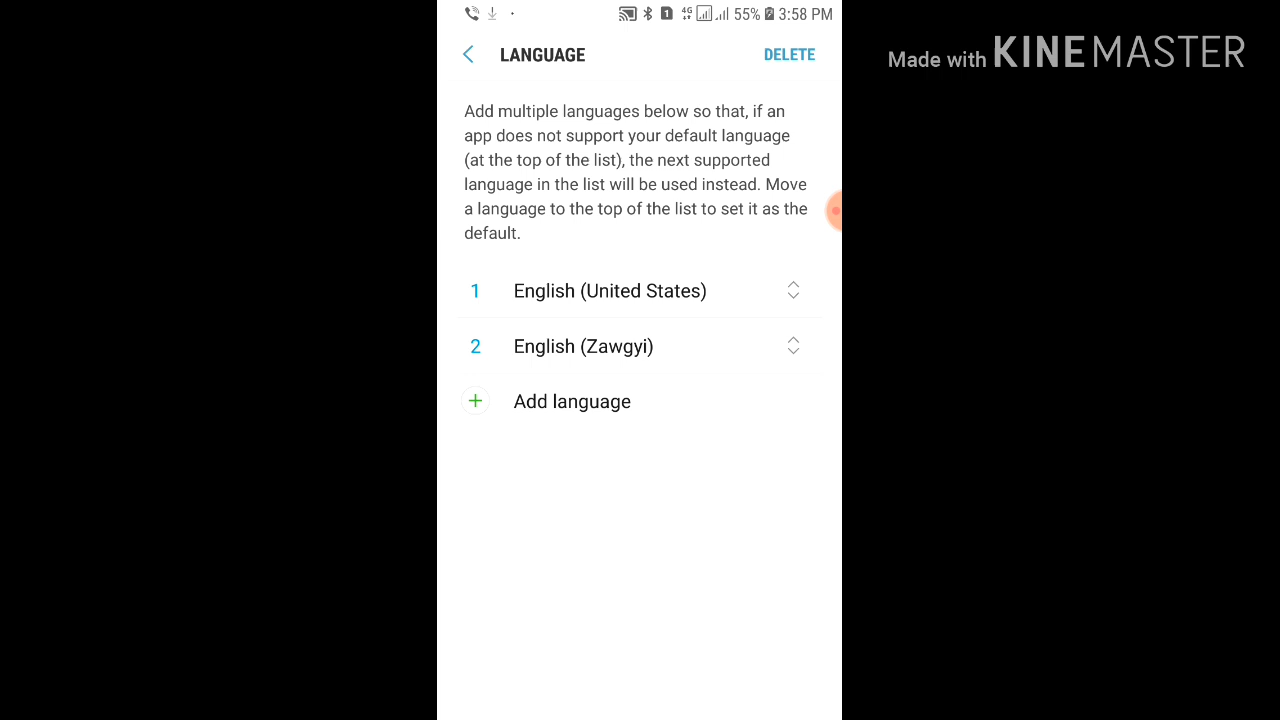 4G 55% 3:58 PM
Made with KINEMASTER
LANGUAGE
DELETE
Add multiple languages below so that, if an
app does not support your default language
(at the top of the list), the next supported
language in the list will be used instead. Move
a language to the top of the list to set it as the
default.
1 English (United States)
2 English (Zawgyi)
+ Add language